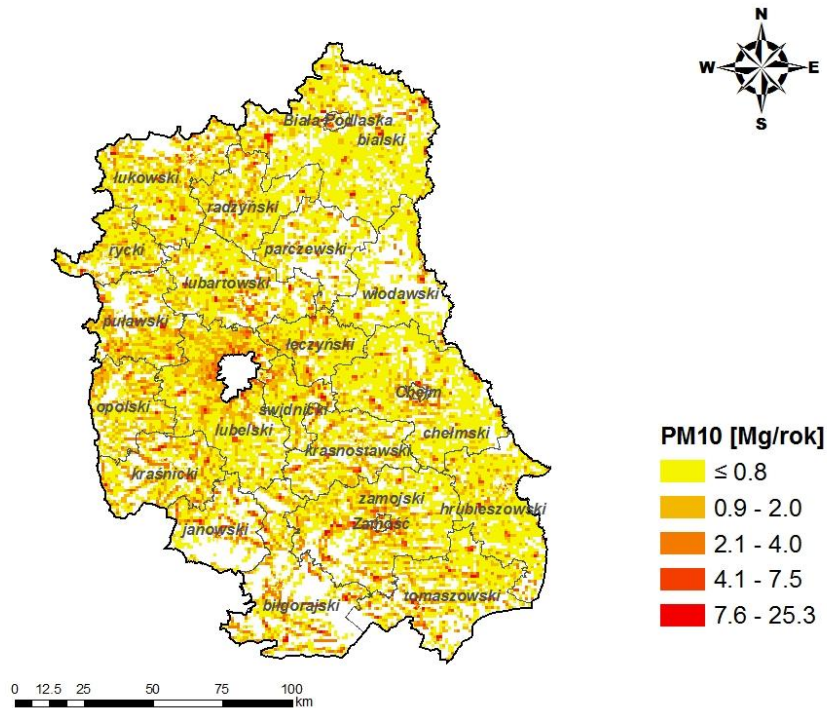 N
W E
S
Biała Podlaska
bialski
łukowski
radzyński
rycki
parczewski
lubartowski
włodawski
puławski
łęczyński
Chełm
opolski
świdnicki
lubelski
chełmski
krasnostawski
kraśnicki
zamojski
hrubieszowski
Zamość
janowski
tomaszowski
biłgorajski
PM10 [Mg/rok]
≤ 0.8
0.9 - 2.0
2.1 - 4.0
4.1 - 7.5
7.6 - 25.3
0 12.5 25 50 75 100
km